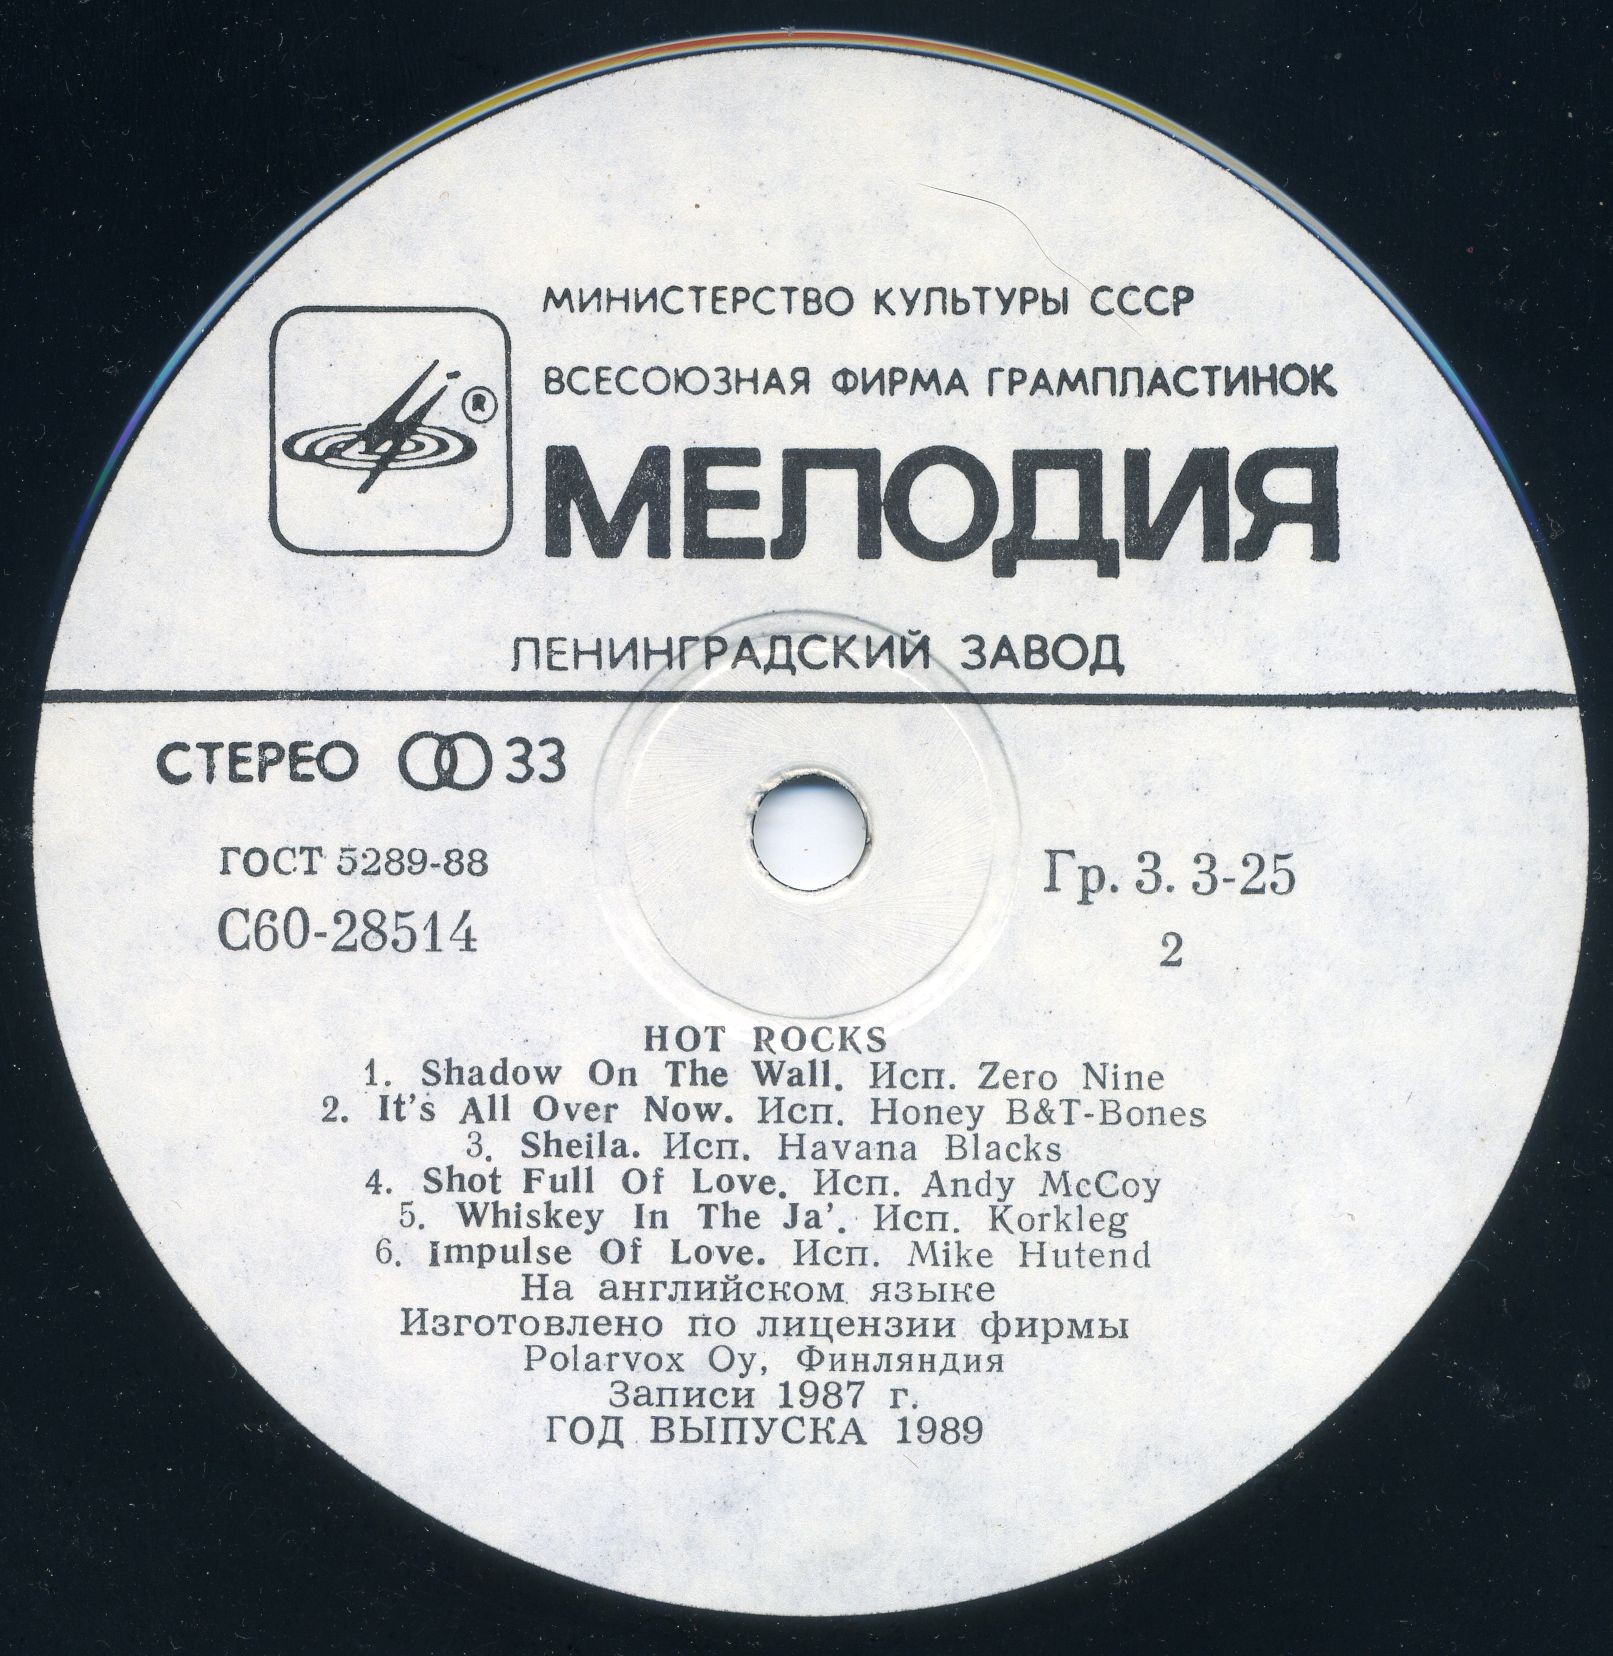 МИНИСТЕРСТВО КУЛЬТУРЫ СССР
ВСЕСОЮЗНАЯ ФИРМА ГРАМПЛАСТИНОК
®
МЕЛОДИЯ
ЛЕНИНГРАДСКИЙ ЗАВОД
СТЕРЕО 33
ГОСТ 5289-88
Гр. 3. 3-25
С60-28514
2
HOT ROCKS
1. Shadow On The Wall. Исп. Zero Nine
2. It's All Over Now. Исп. Honey B&T-Bones
3. Sheila. Исп. Havana Blacks
4. Shot Full Of Love. Исп. Andy McCoy
5. Whiskey In The Ja'. Исп. Korkleg
6. Impulse Of Love. Исп. Mike Hutend
На английском языке
Изготовлено по лицензии фирмы
Polarvox Oy, Финляндия
Записи 1987 г.
ГОД ВЫПУСКА 1989